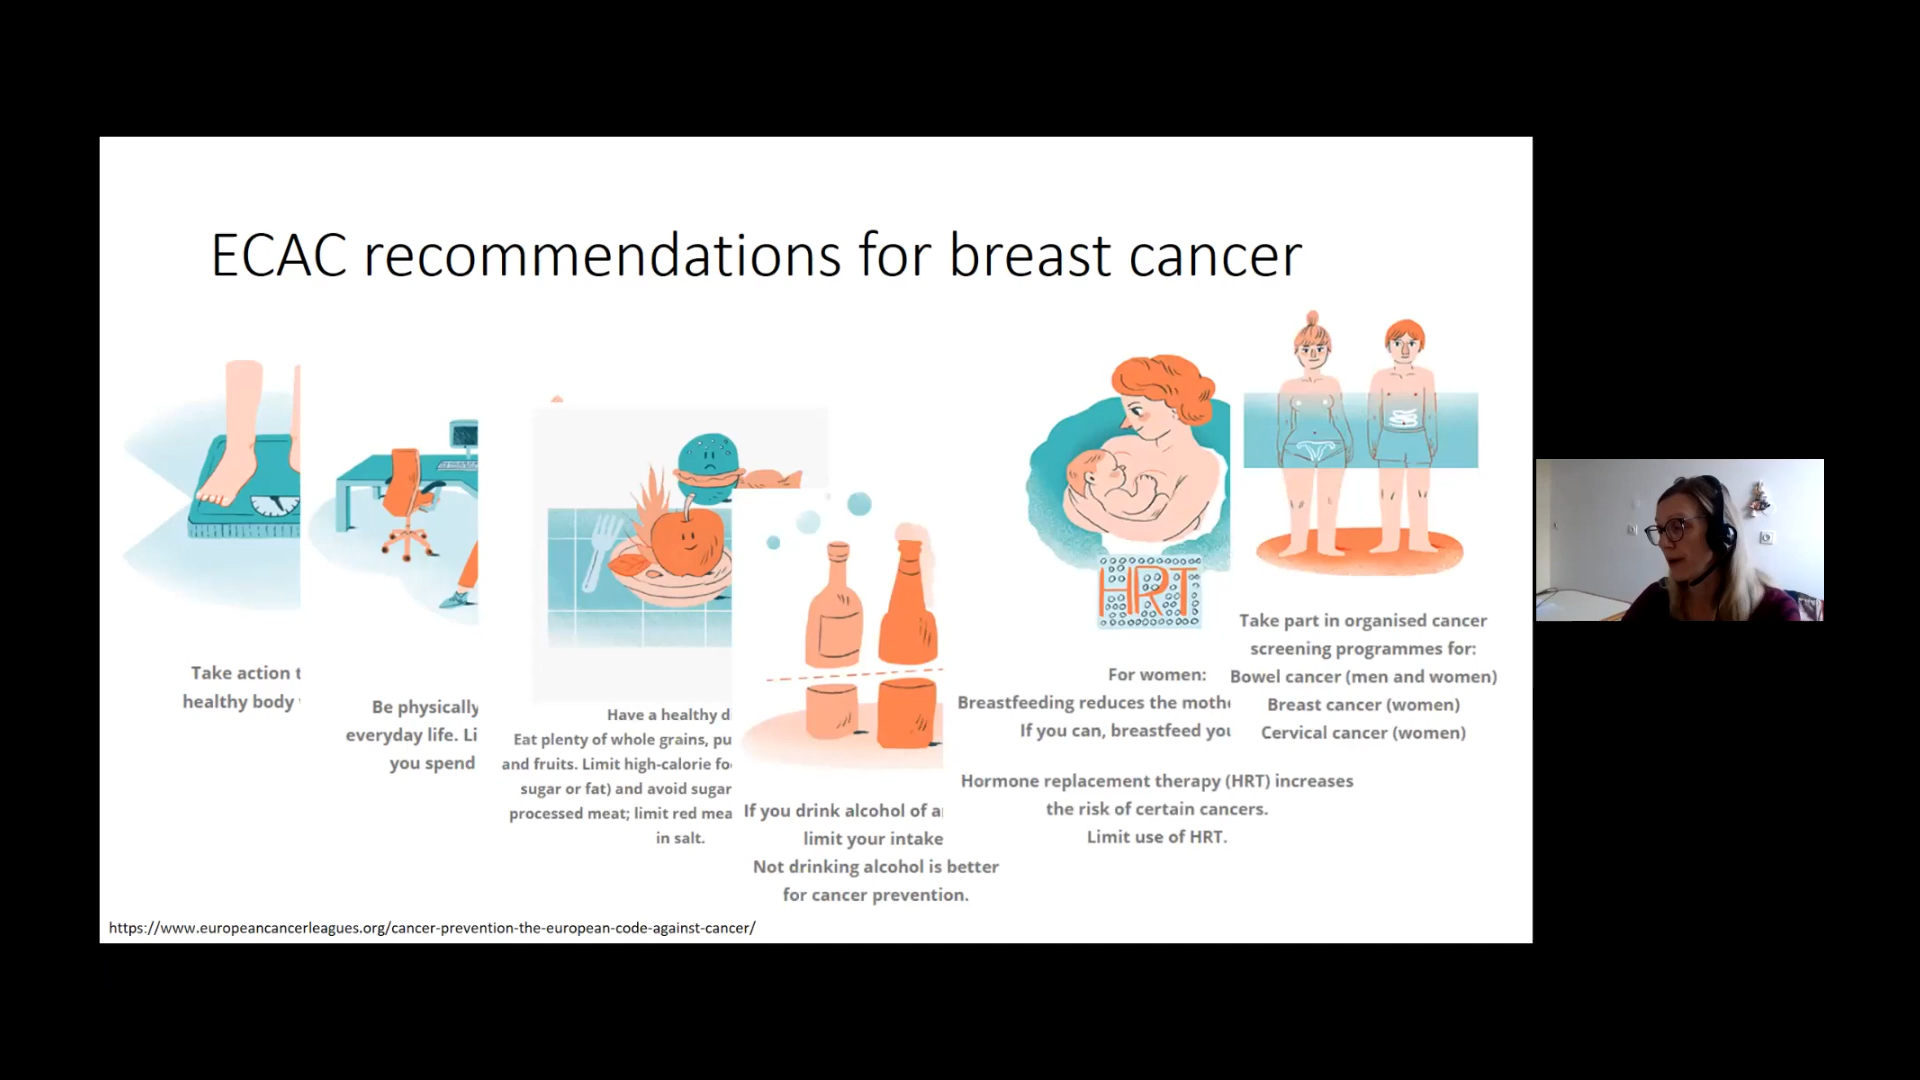 ECAC recommendations for breast cancer
Take action t
healthy body
Be physically
everyday life. Li
you spend
Have a healthy d
Eat plenty of whole grains, pu
and fruits. Limit high-calorie fo
sugar or fat) and avoid sugar
processed meat; limit red mea
in salt.
If you drink alcohol of a
limit your intake
Not drinking alcohol is better
for cancer prevention.
HRT
For women:
Breastfeeding reduces the moth
If you can, breastfeed you
Hormone replacement therapy (HRT) increases
the risk of certain cancers.
Limit use of HRT.
Take part in organised cancer
screening programmes for:
Bowel cancer (men and women)
Breast cancer (women)
Cervical cancer (women)
https://www.europeancancerleagues.org/cancer-prevention-the-european-code-against-cancer/